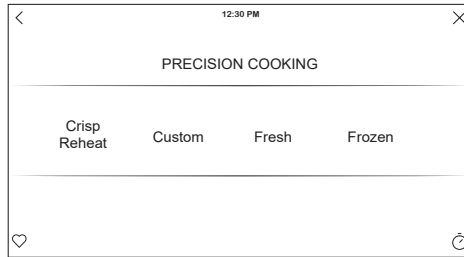 12:30 PM
PRECISION COOKING
Crisp
Reheat
Custom
Fresh
Frozen